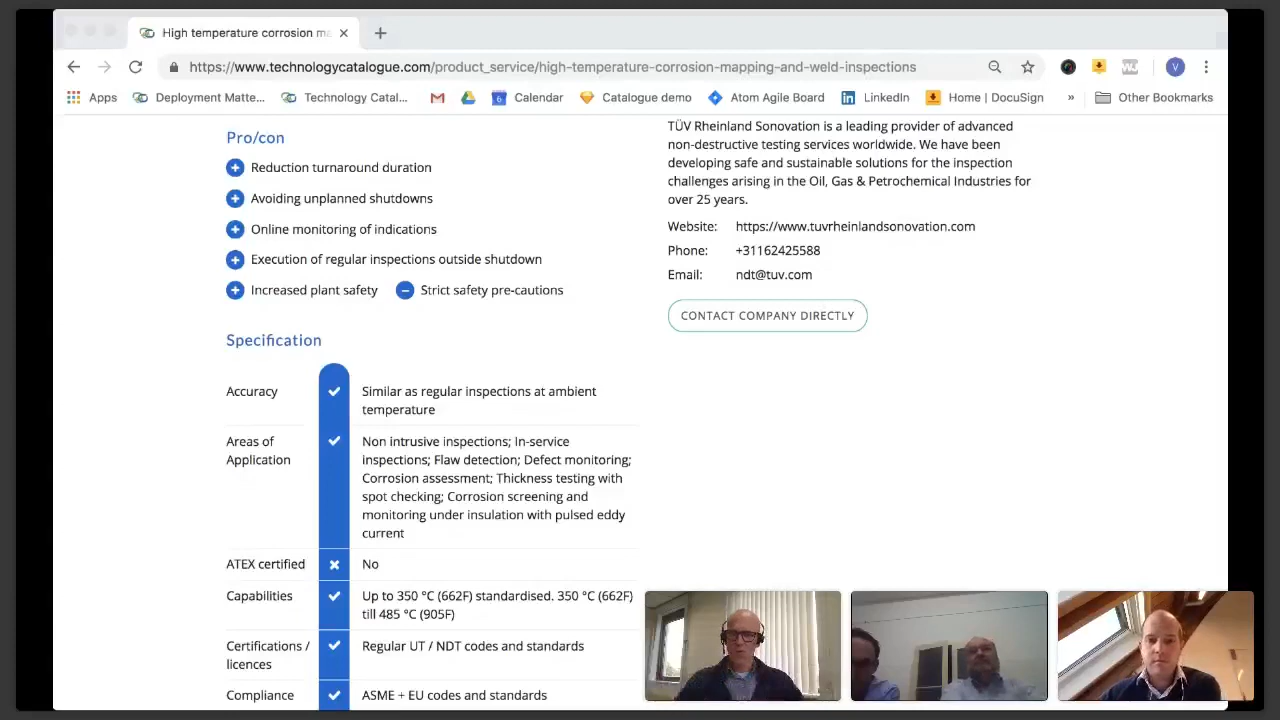 High temperature corrosion ma
https://www.technologycatalogue.com/product_service/high-temperature-corrosion-mapping-and-weld-inspections
V
Apps
Deployment Matte...
Technology Catal...
6
Calendar
Catalogue demo
Atom Agile Board
LinkedIn
Home | DocuSign
»
Other Bookmarks
Pro/con
Reduction turnaround duration
Avoiding unplanned shutdowns
Online monitoring of indications
Execution of regular inspections outside shutdown
Increased plant safety
Strict safety pre-cautions
Specification
Accuracy
Similar as regular inspections at ambient
temperature
Areas of
Application
Non intrusive inspections; In-service
inspections; Flaw detection; Defect monitoring;
Corrosion assessment; Thickness testing with
spot checking; Corrosion screening and
monitoring under insulation with pulsed eddy
current
ATEX certified
No
Capabilities
Up to 350 °C (662F) standardised. 350 °C (662F)
till 485 °C (905F)
Certifications /
licences
Regular UT / NDT codes and standards
Compliance
ASME + EU codes and standards
TÜV Rheinland Sonovation is a leading provider of advanced
non-destructive testing services worldwide. We have been
developing safe and sustainable solutions for the inspection
challenges arising in the Oil, Gas & Petrochemical Industries for
over 25 years.
Website: https://www.tuvrheinlandsonovation.com
Phone: +31162425588
Email: ndt@tuv.com
CONTACT COMPANY DIRECTLY